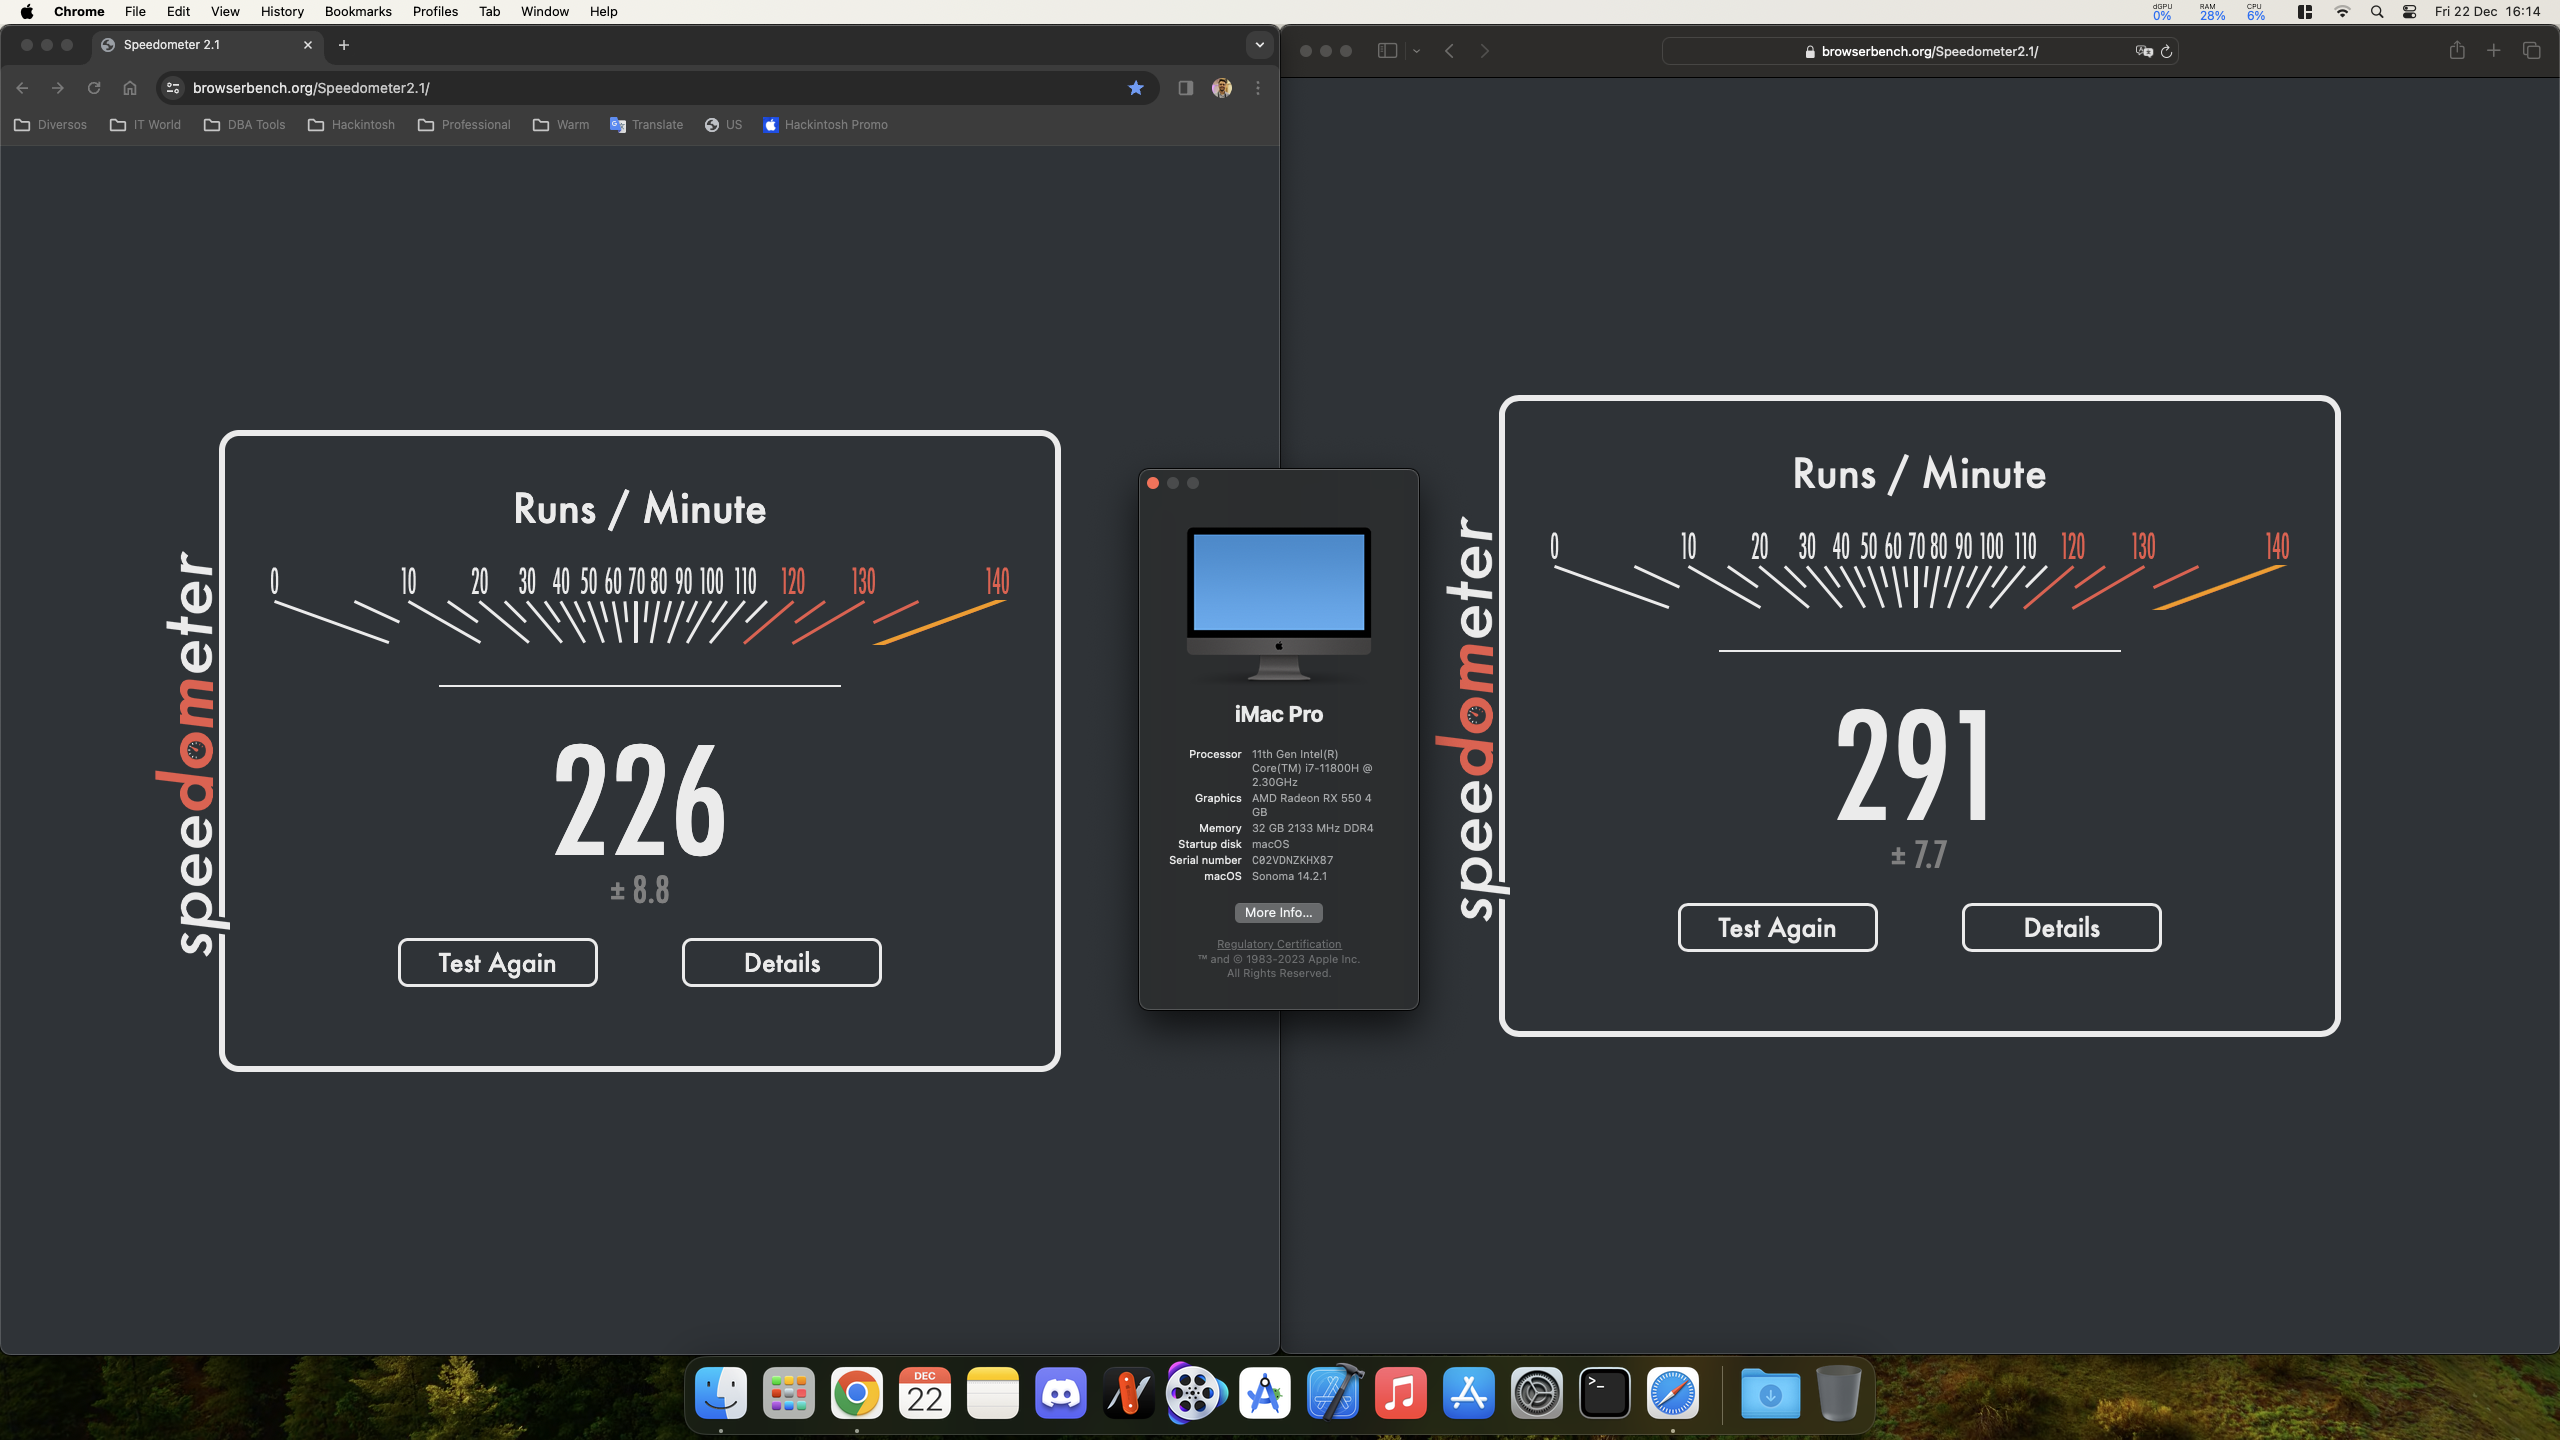 Chrome File Edit View History Bookmarks Profiles Tab Window Help
dGPU 0% RAM 28% CPU 6% Fri 22 Dec 16:14
Speedometer 2.1
browserbench.org/Speedometer2.1/
Diversos IT World DBA Tools Hackintosh Professional Warm Translate US Hackintosh Promo
speedometer
Runs / Minute
0 10 20 30 40 50 60 70 80 90 100 110 120 130 140
226
± 8.8
Test Again Details
iMac Pro
Processor 11th Gen Intel(R)
Core(TM) i7-11800H @
2.30GHz
Graphics AMD Radeon RX 550 4
GB
Memory 32 GB 2133 MHz DDR4
Startup disk macOS
Serial number C02VDNZKHX87
macOS Sonoma 14.2.1
More Info...
Regulatory Certification
™ and © 1983-2023 Apple Inc.
All Rights Reserved.
browserbench.org/Speedometer2.1/
speedometer
Runs / Minute
0 10 20 30 40 50 60 70 80 90 100 110 120 130 140
291
± 7.7
Test Again Details
DEC
22
>_